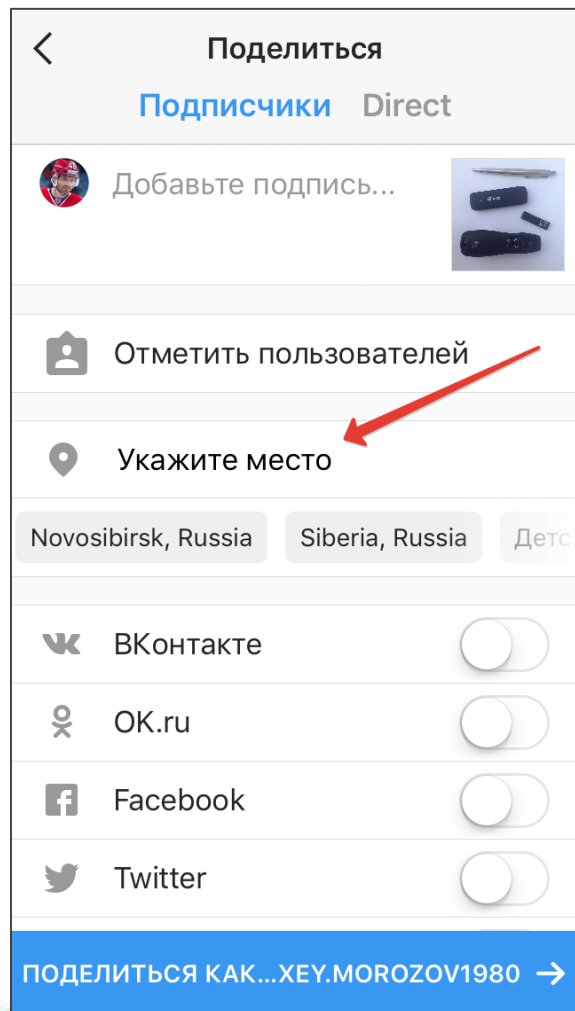 Поделиться
Подписчики Direct
Добавьте подпись...
Отметить пользователей
Укажите место
Novosibirsk, Russia Siberia, Russia Детс
ВКонтакте
OK.ru
Facebook
Twitter
ПОДЕЛИТЬСЯ КАК...XEY.MOROZOV1980